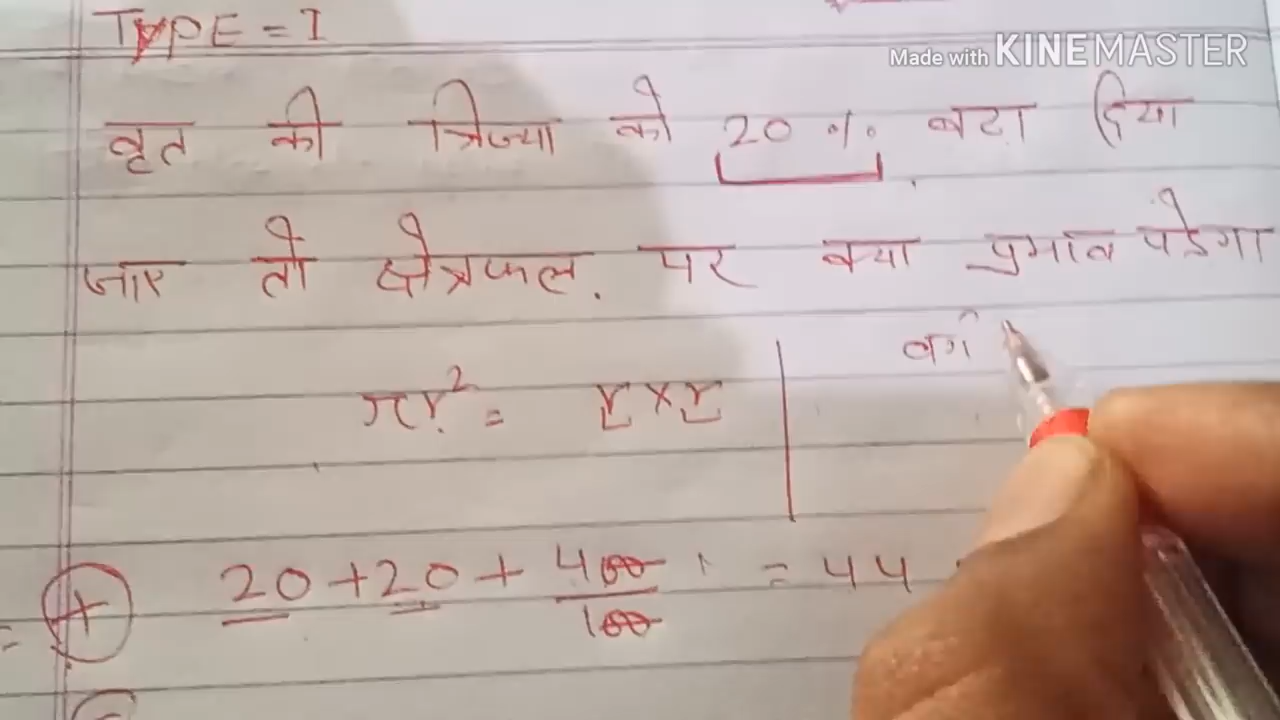 TYPE = I
Made with KINEMASTER
वृत की त्रिज्या को 20 % बढा दिया
जाए तो क्षेत्रफल. पर क्या प्रभाव पडेगा
वर्ग
πr² = r × r
+ 20 + 20 + 400/100 = 44